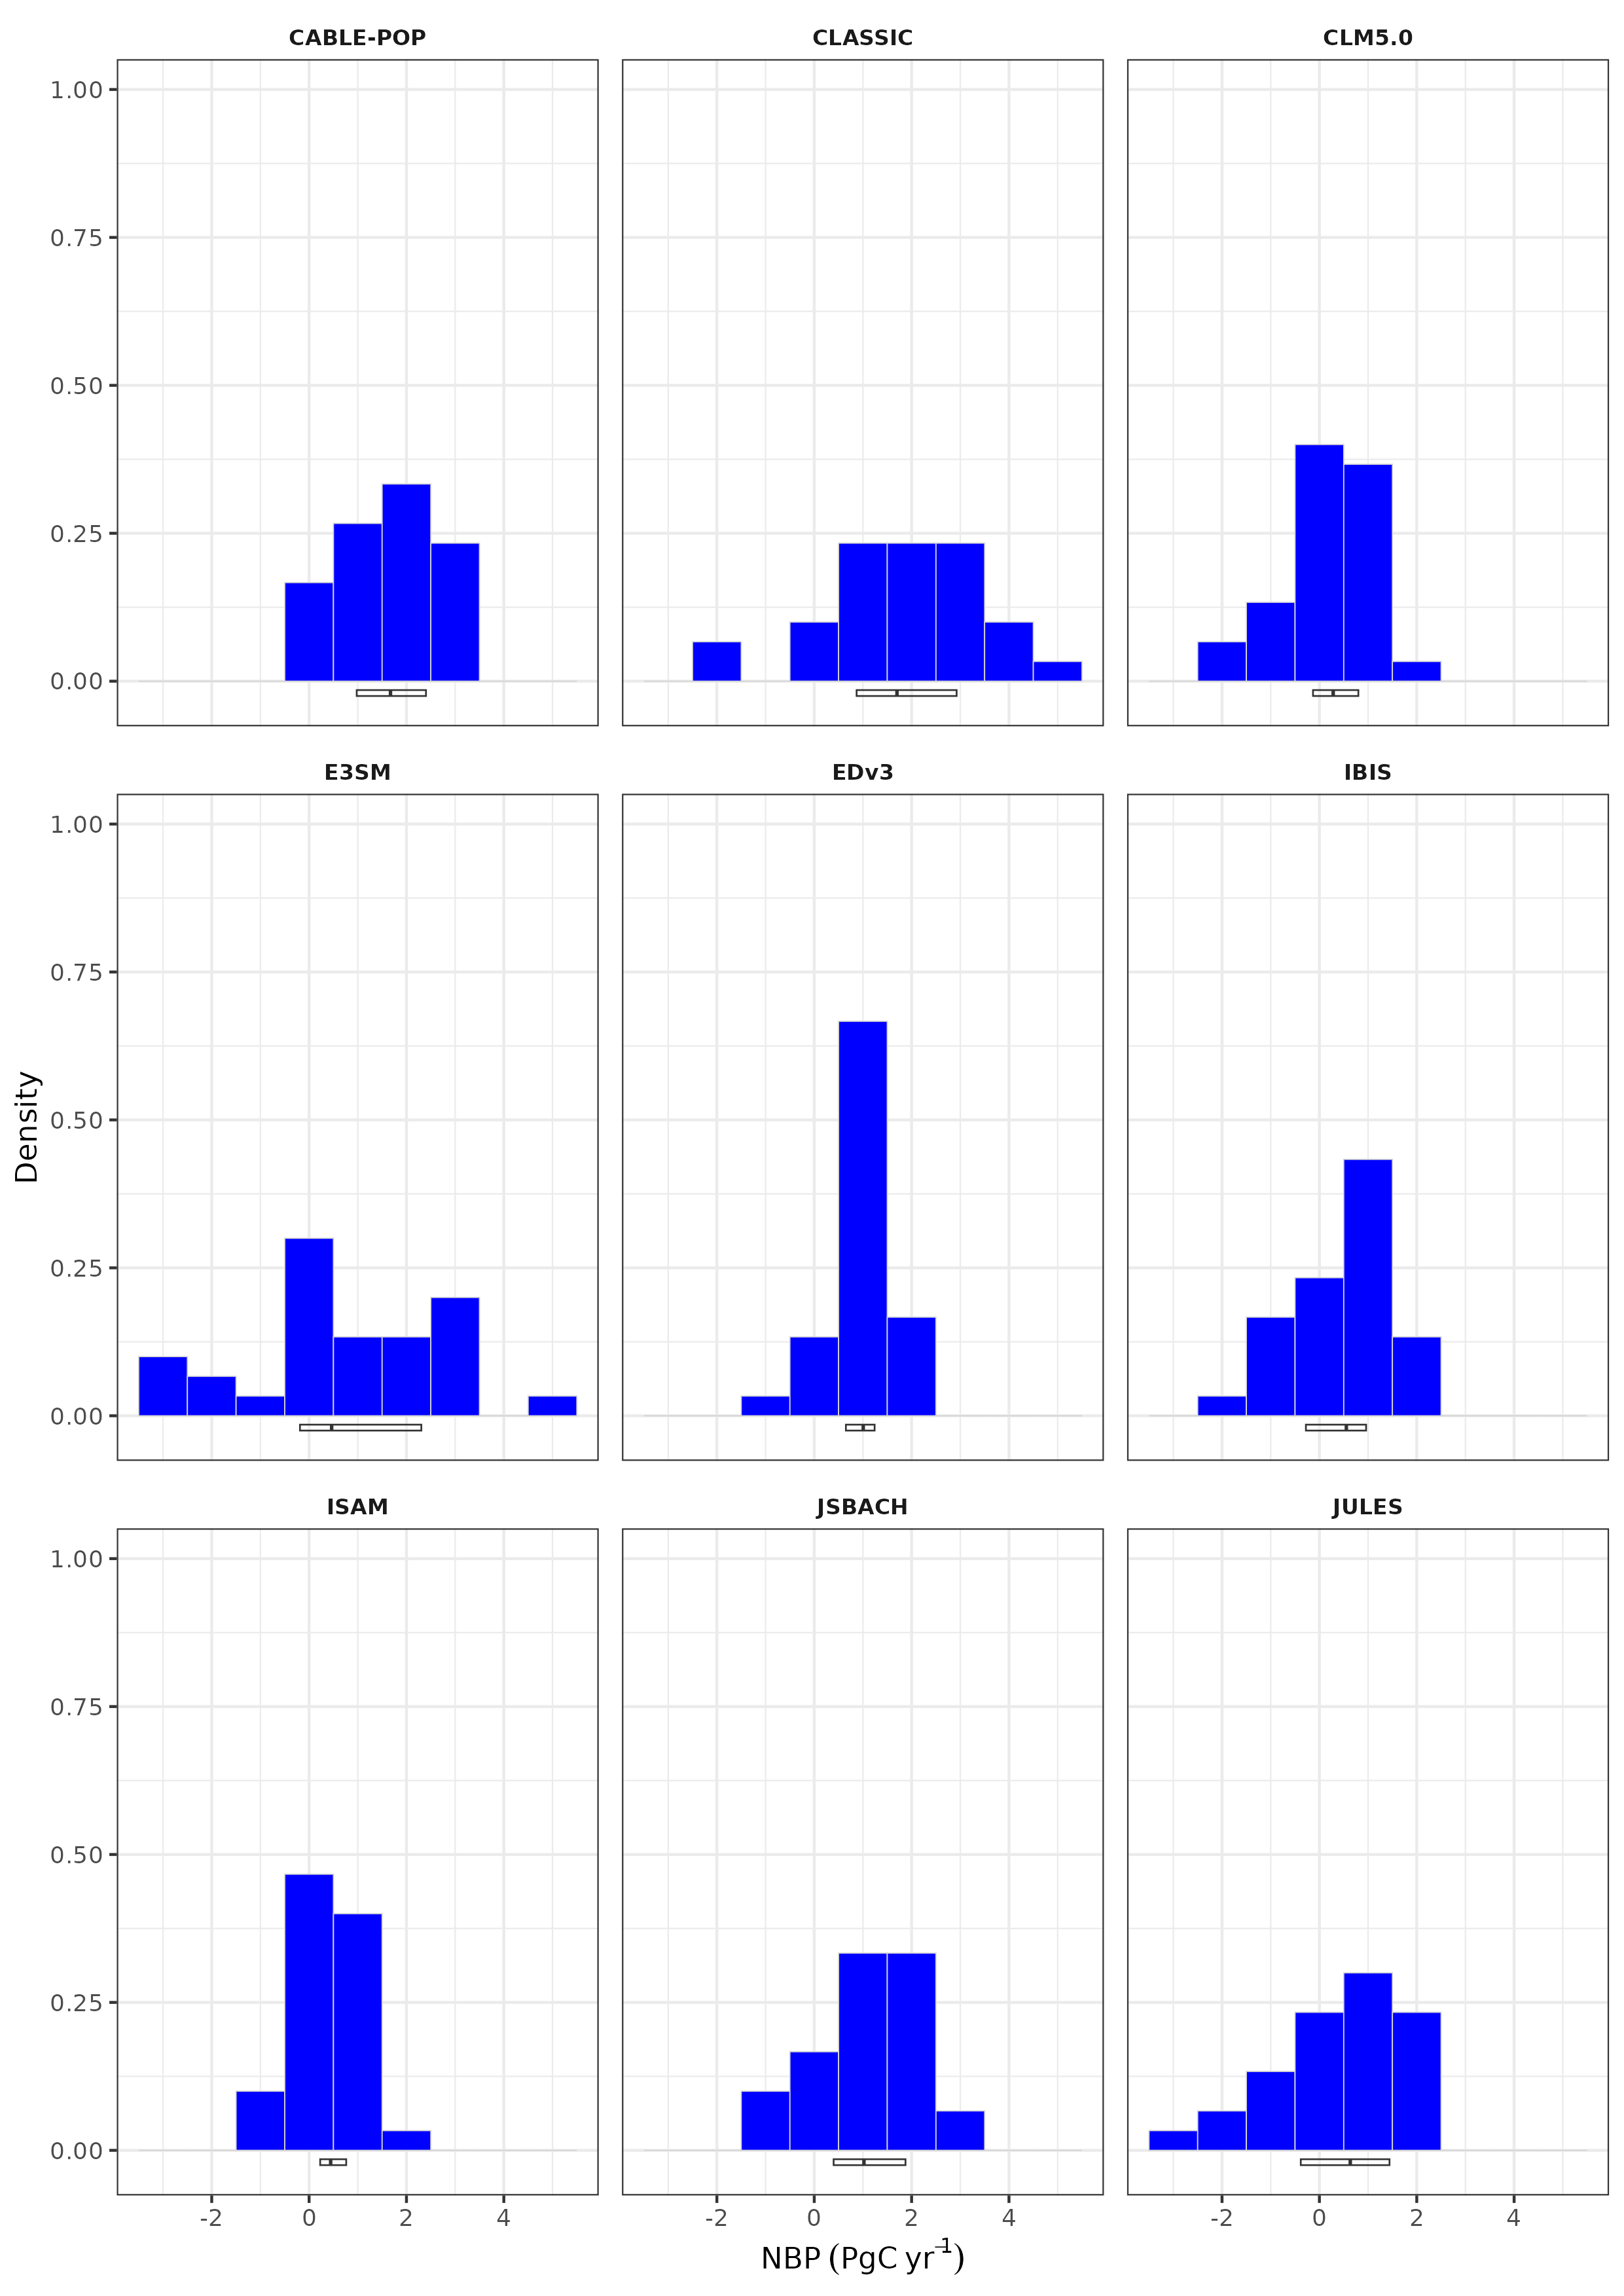 CABLE-POP CLASSIC CLM5.0
1.00
0.75
0.50
0.25
0.00
E3SM EDv3 IBIS
1.00
0.75
0.50
0.25
0.00
Density
ISAM JSBACH JULES
1.00
0.75
0.50
0.25
0.00
-2 0 2 4 -2 0 2 4 -2 0 2 4
NBP (PgC yr⁻¹)